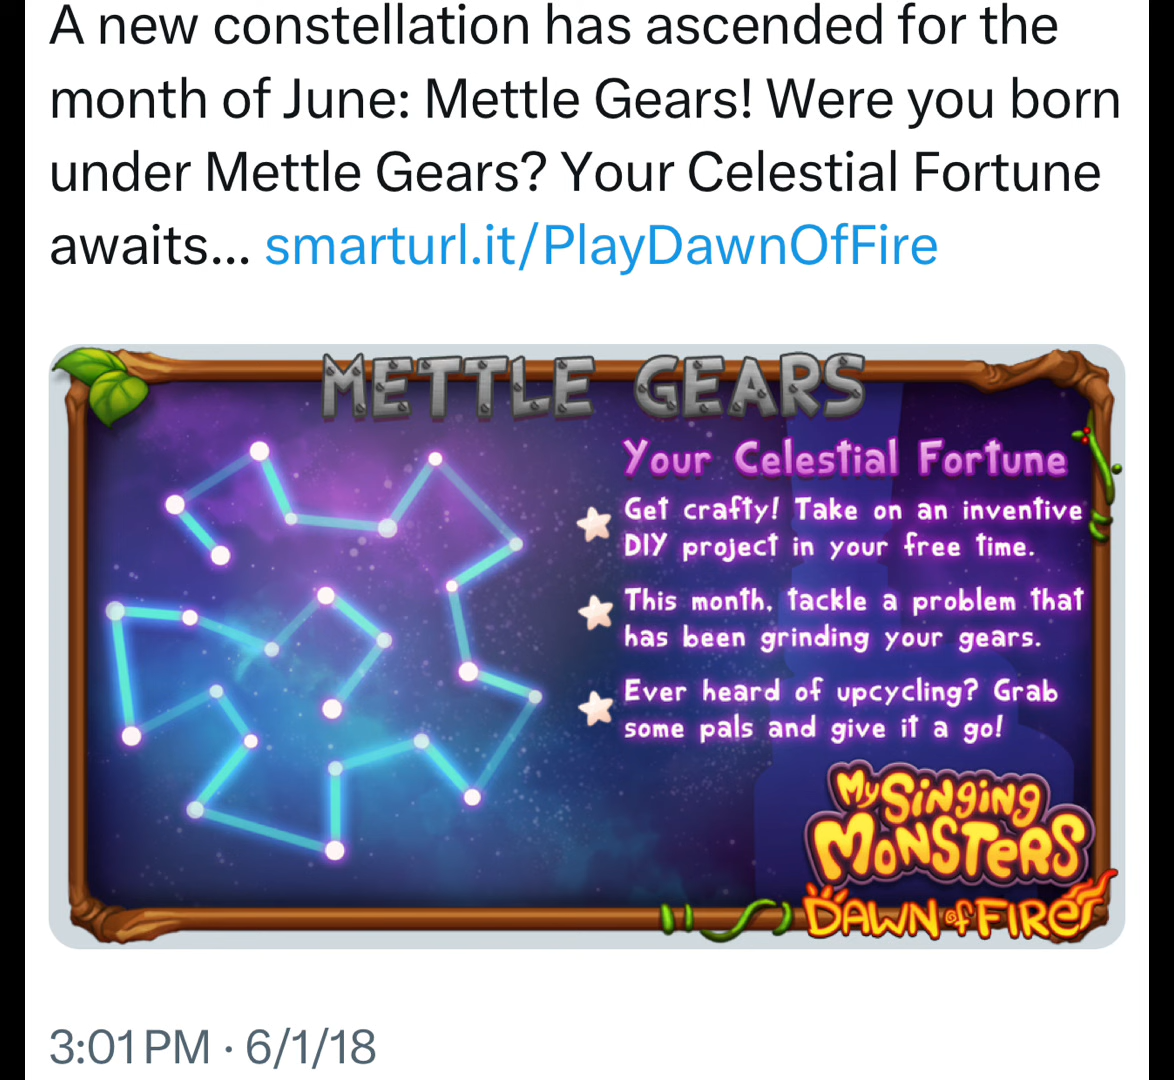 A new constellation has ascended for the
month of June: Mettle Gears! Were you born
under Mettle Gears? Your Celestial Fortune
awaits... smarturl.it/PlayDawnOfFire
METTLE GEARS
Your Celestial Fortune
Get crafty! Take on an inventive
DIY project in your free time.
This month, tackle a problem that
has been grinding your gears.
Ever heard of upcycling? Grab
some pals and give it a go!
My Singing
Monsters
Dawn of Fire
3:01 PM · 6/1/18